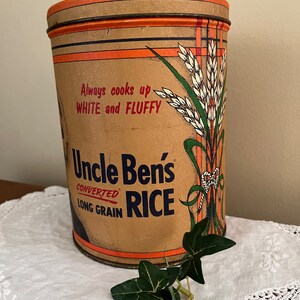 Always cooks up
WHITE and FLUFFY
Uncle Ben's
CONVERTED
LONG GRAIN RICE